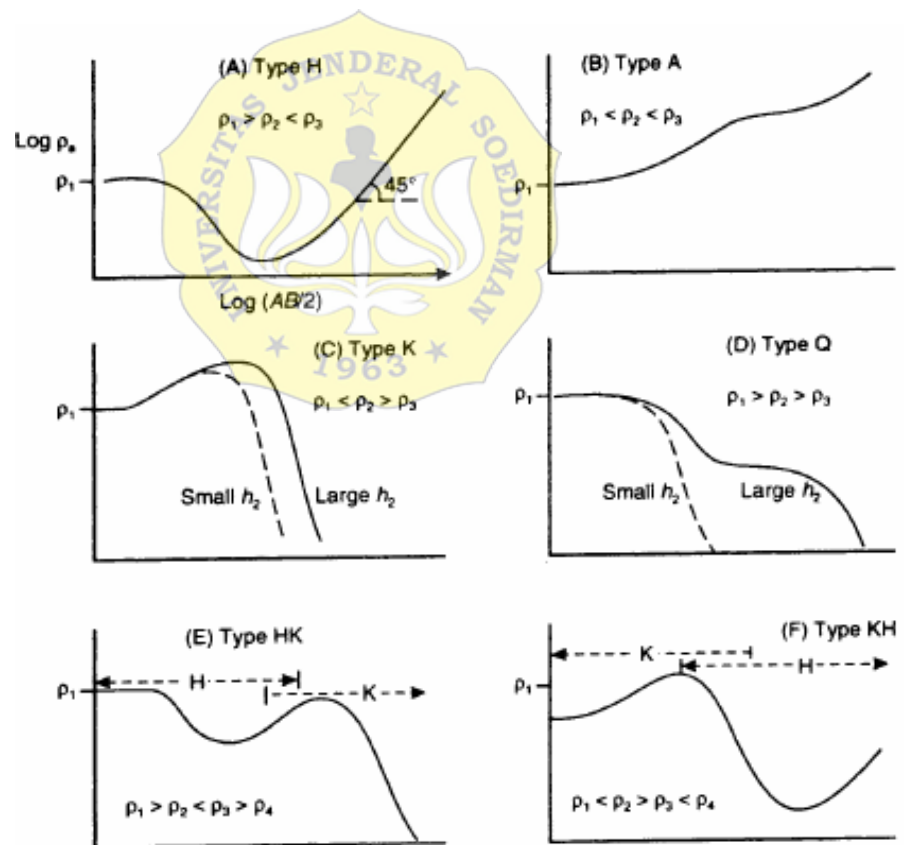 (A) Type H
ρ₁ > ρ₂ < ρ₃
Log ρₐ
ρ₁
45°
Log (AB/2)
(B) Type A
ρ₁ < ρ₂ < ρ₃
ρ₁
(C) Type K
ρ₁ < ρ₂ > ρ₃
ρ₁
Small h₂
Large h₂
(D) Type Q
ρ₁ > ρ₂ > ρ₃
ρ₁
Small h₂
Large h₂
(E) Type HK
H
K
ρ₁
ρ₁ > ρ₂ < ρ₃ > ρ₄
(F) Type KH
K
H
ρ₁
ρ₁ < ρ₂ > ρ₃ < ρ₄
UNIVERSITAS JENDERAL SOEDIRMAN
1963